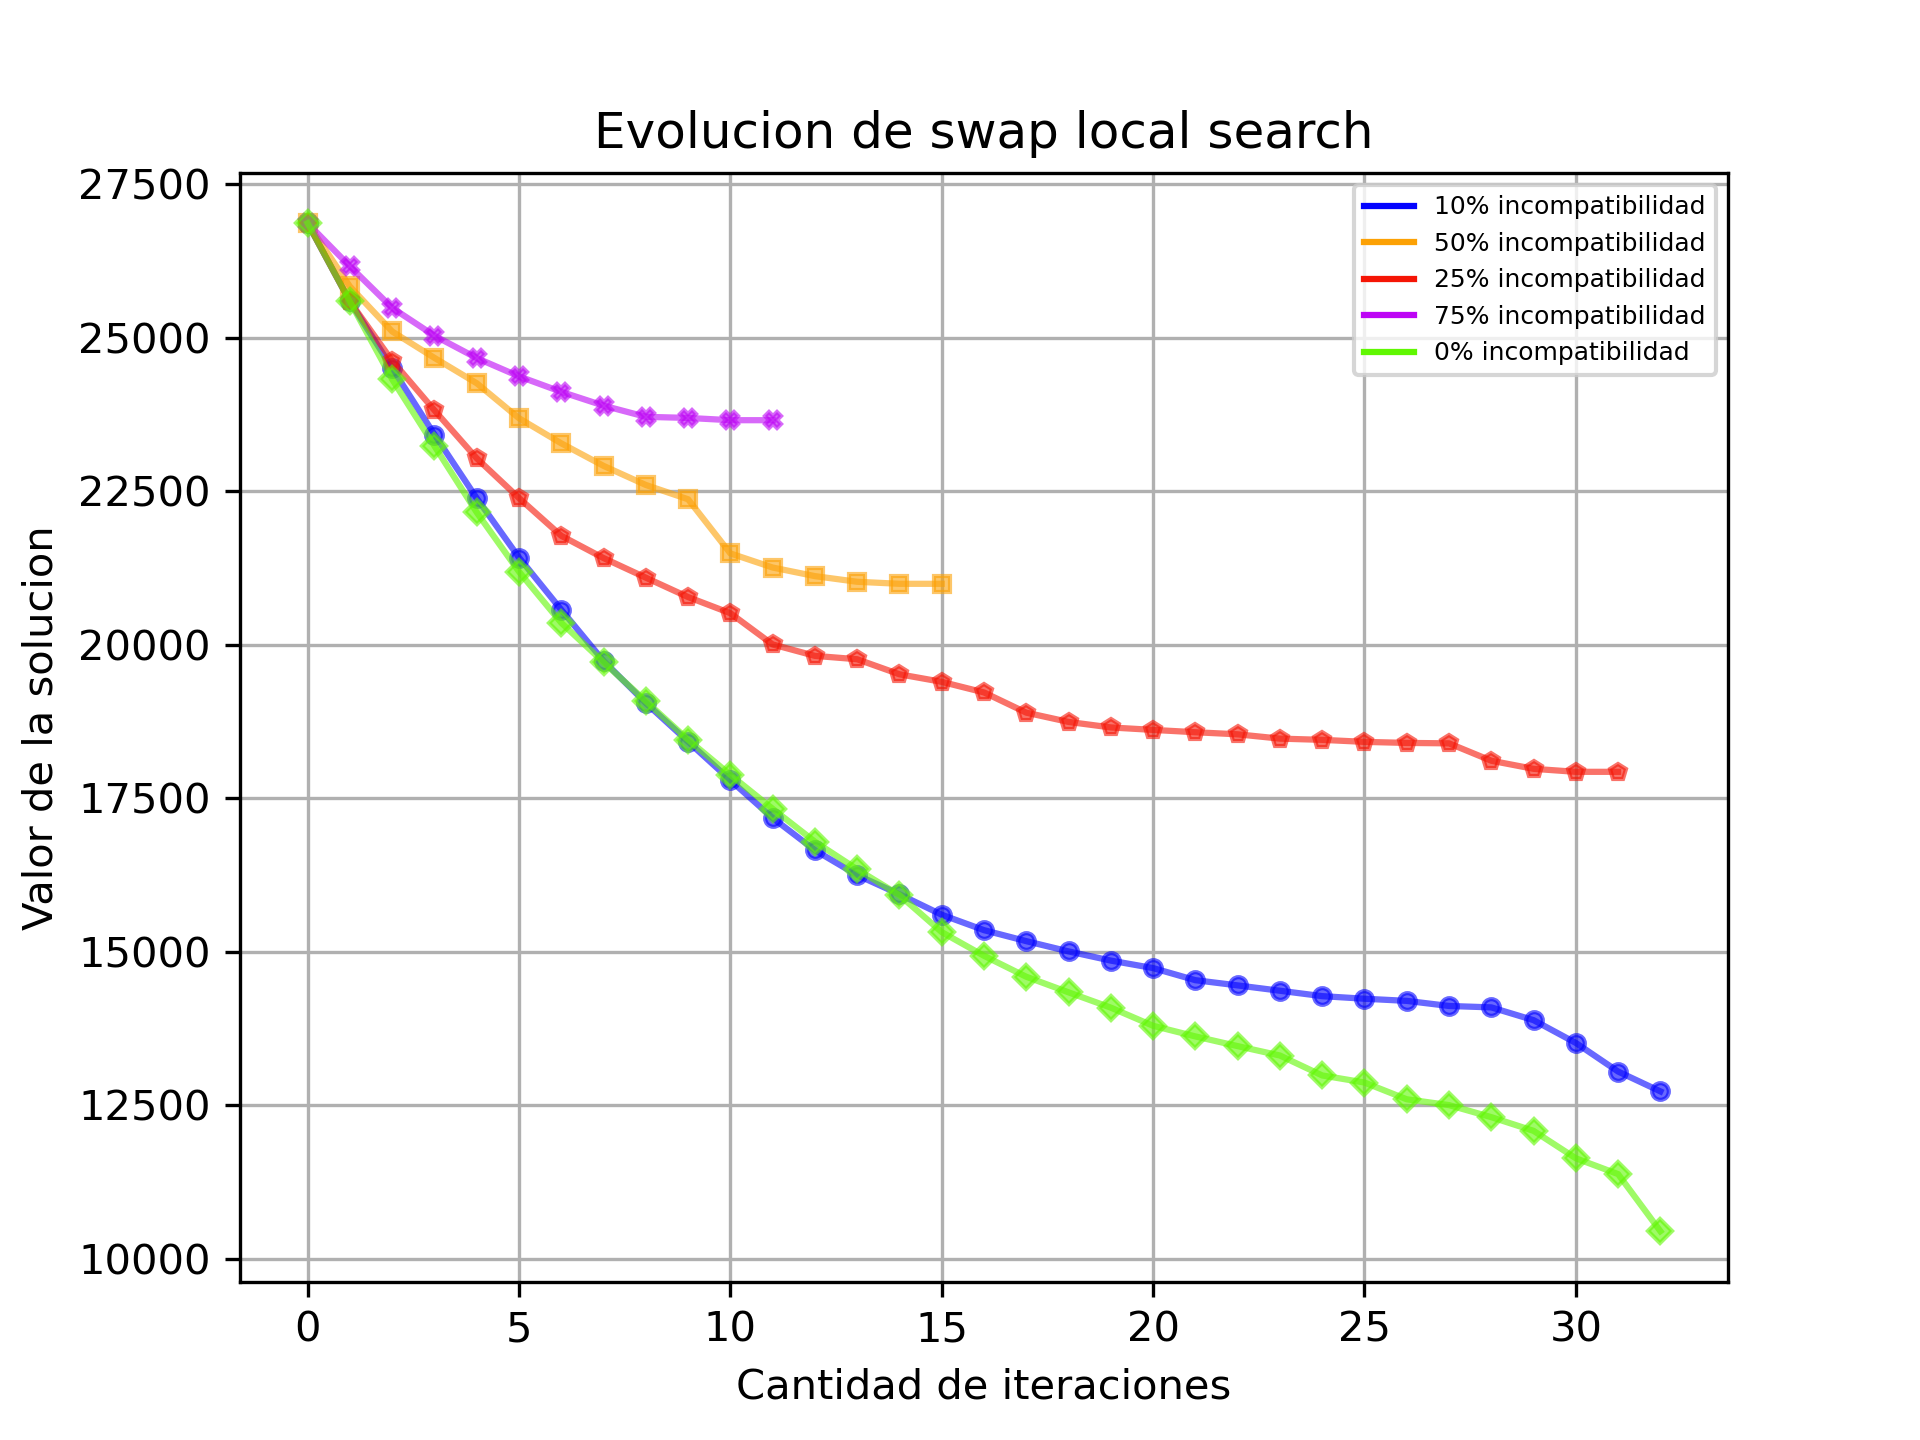 Evolucion de swap local search
27500
25000
22500
20000
17500
15000
12500
10000
Valor de la solucion
10% incompatibilidad
50% incompatibilidad
25% incompatibilidad
75% incompatibilidad
0% incompatibilidad
0 5 10 15 20 25 30
Cantidad de iteraciones